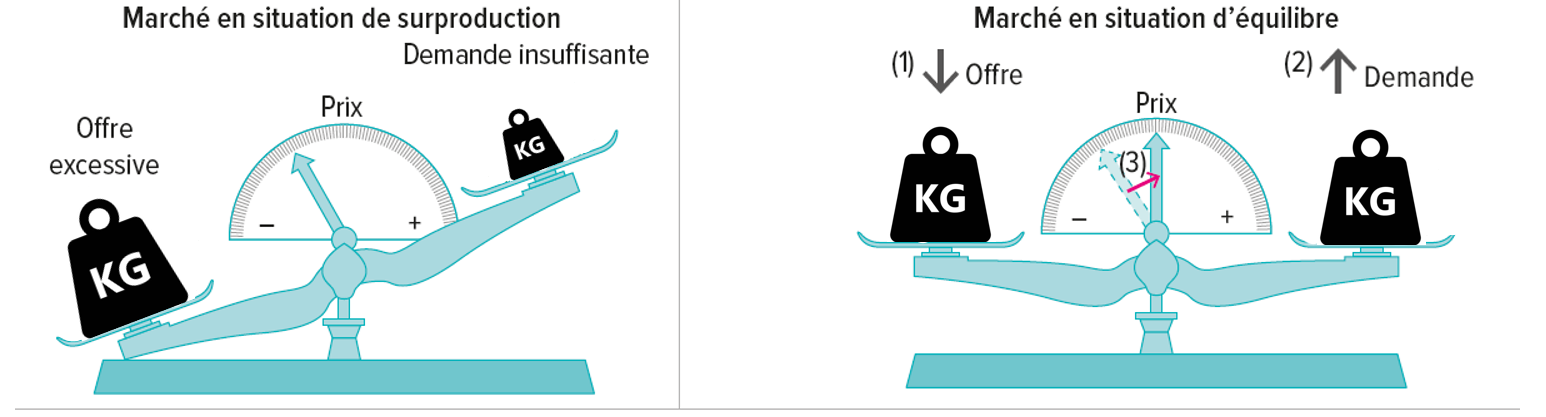 Marché en situation de surproduction
Demande insuffisante
Prix
Offre
excessive
KG
KG
– +
Marché en situation d’équilibre
(1) Offre
(2) Demande
Prix
(3)
KG
KG
– +